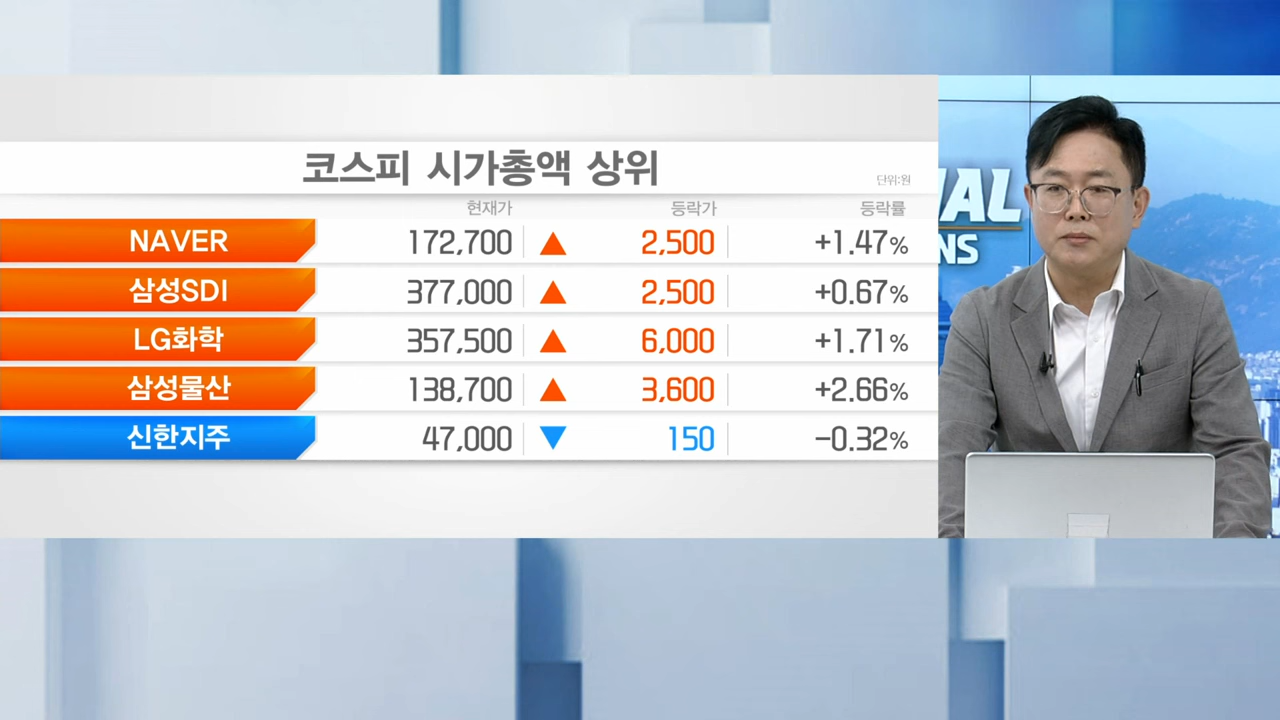 코스피 시가총액 상위
단위:원
현재가 등락가 등락률
NAVER 172,700 ▲ 2,500 +1.47%
삼성SDI 377,000 ▲ 2,500 +0.67%
LG화학 357,500 ▲ 6,000 +1.71%
삼성물산 138,700 ▲ 3,600 +2.66%
신한지주 47,000 ▼ 150 -0.32%